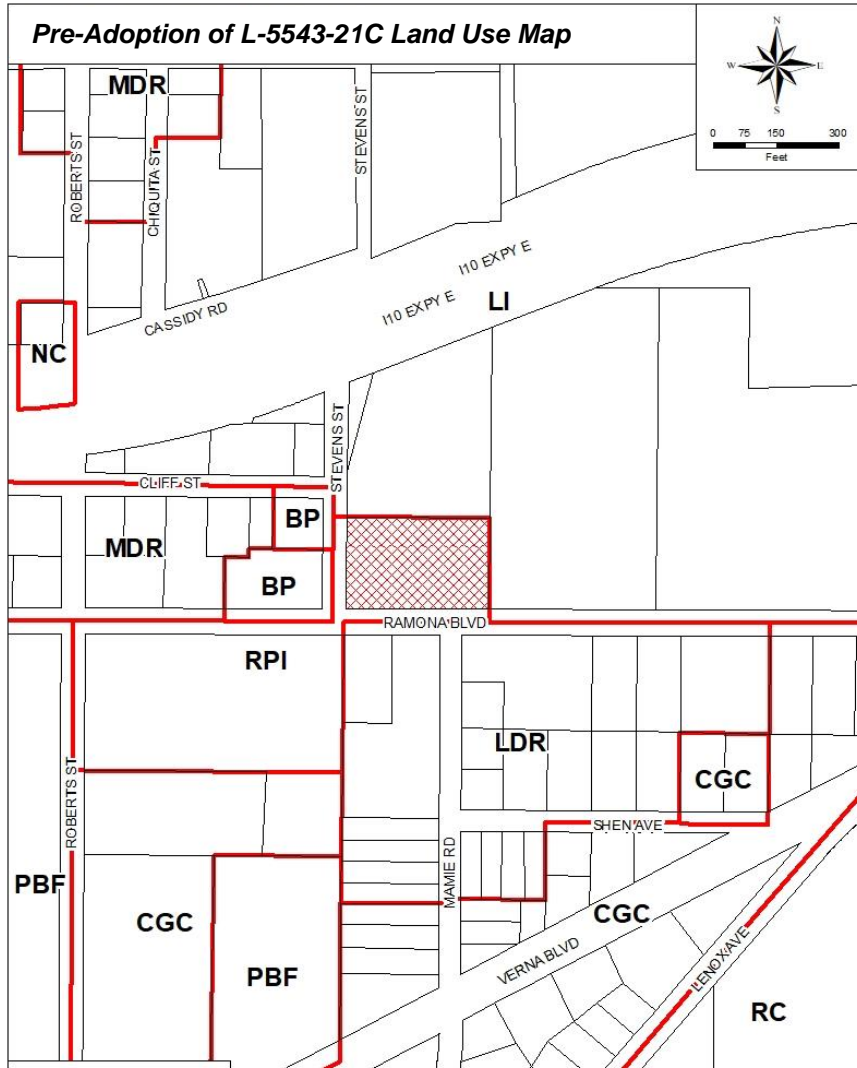 Pre-Adoption of L-5543-21C Land Use Map
N
W
E
S
0 75 150 300
Feet
MDR
ROBERTS ST
CHIQUITA ST
STEVENS ST
I10 EXPY E
I10 EXPY E
LI
CASSIDY RD
NC
STEVENS ST
CLIFF ST
BP
MDR
BP
RAMONA BLVD
RPI
LDR
CGC
ROBERTS ST
SHEN AVE
MAMIE RD
PBF
CGC
CGC
VERNA BLVD
LENOX AVE
PBF
RC